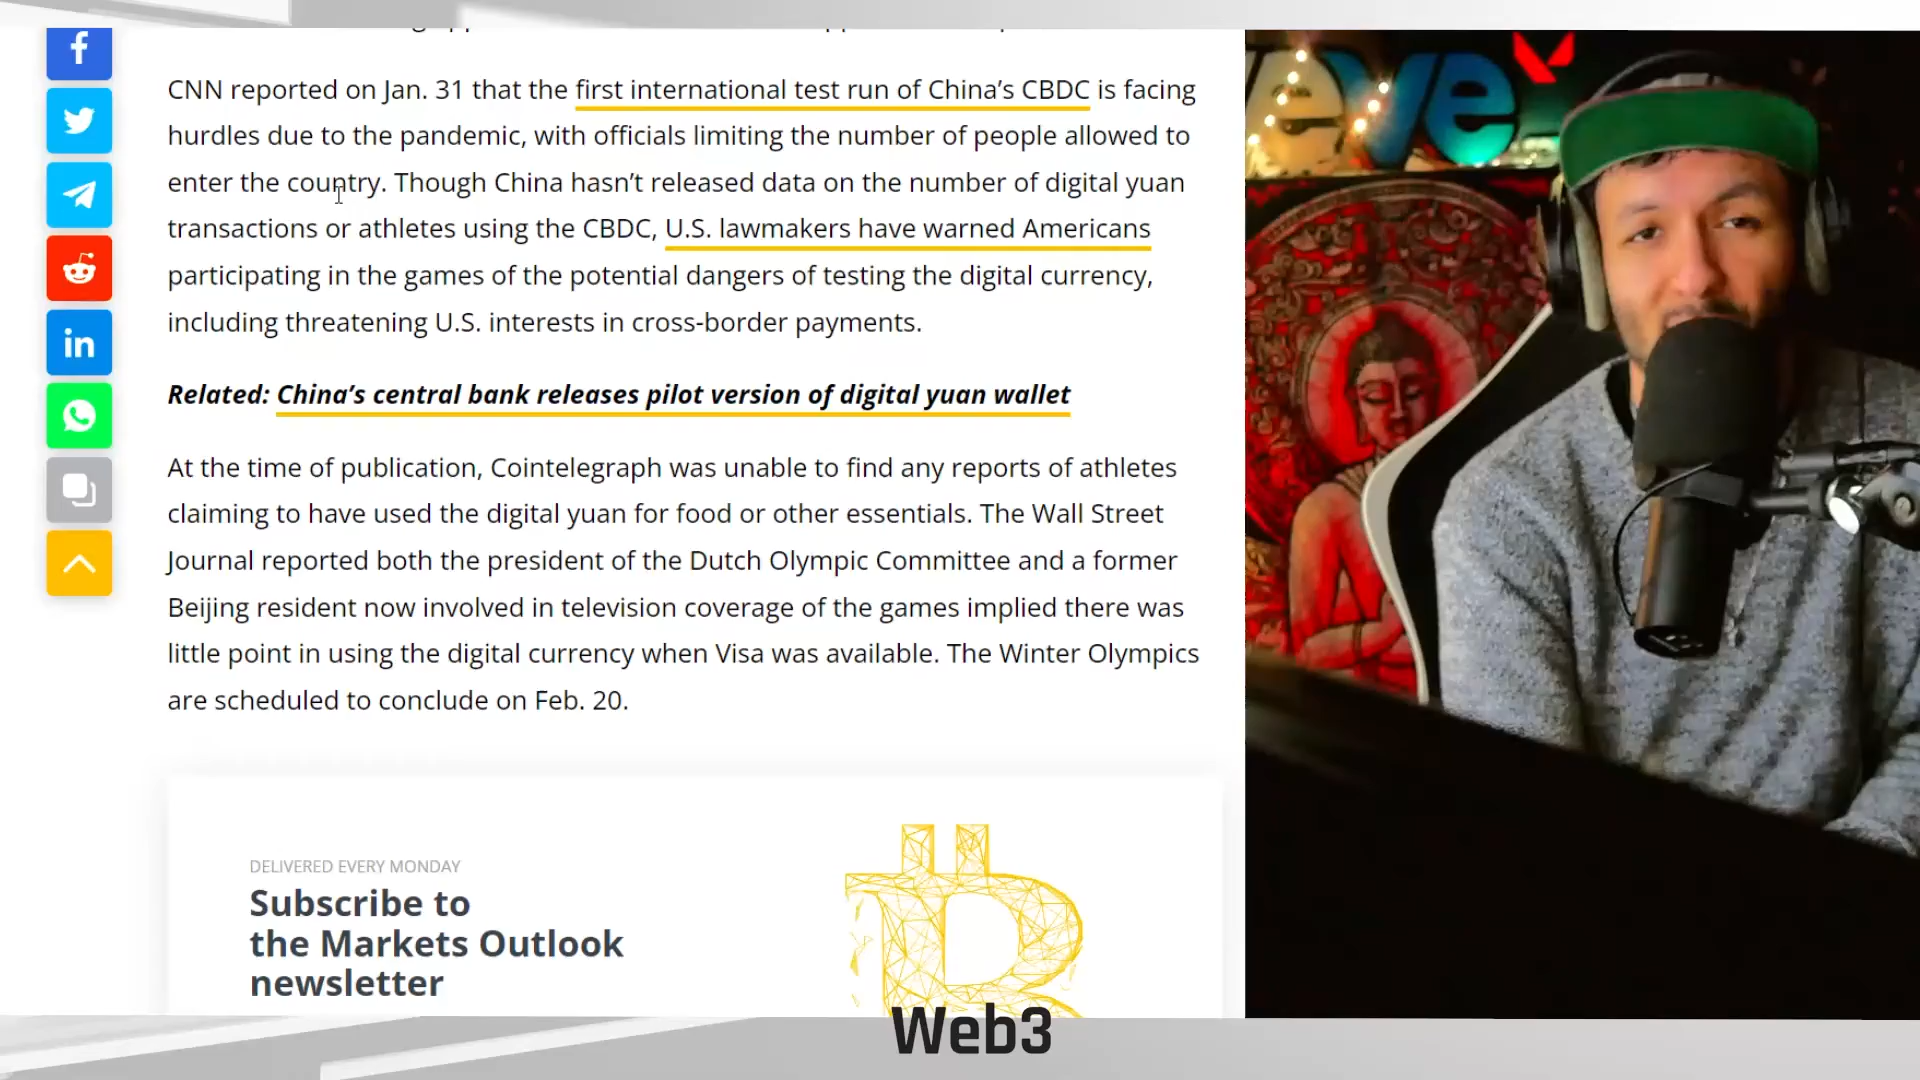 CNN reported on Jan. 31 that the first international test run of China’s CBDC is facing
hurdles due to the pandemic, with officials limiting the number of people allowed to
enter the country. Though China hasn’t released data on the number of digital yuan
transactions or athletes using the CBDC, U.S. lawmakers have warned Americans
participating in the games of the potential dangers of testing the digital currency,
including threatening U.S. interests in cross-border payments.
Related: China’s central bank releases pilot version of digital yuan wallet
At the time of publication, Cointelegraph was unable to find any reports of athletes
claiming to have used the digital yuan for food or other essentials. The Wall Street
Journal reported both the president of the Dutch Olympic Committee and a former
Beijing resident now involved in television coverage of the games implied there was
little point in using the digital currency when Visa was available. The Winter Olympics
are scheduled to conclude on Feb. 20.
DELIVERED EVERY MONDAY
Subscribe to
the Markets Outlook
newsletter
Web3